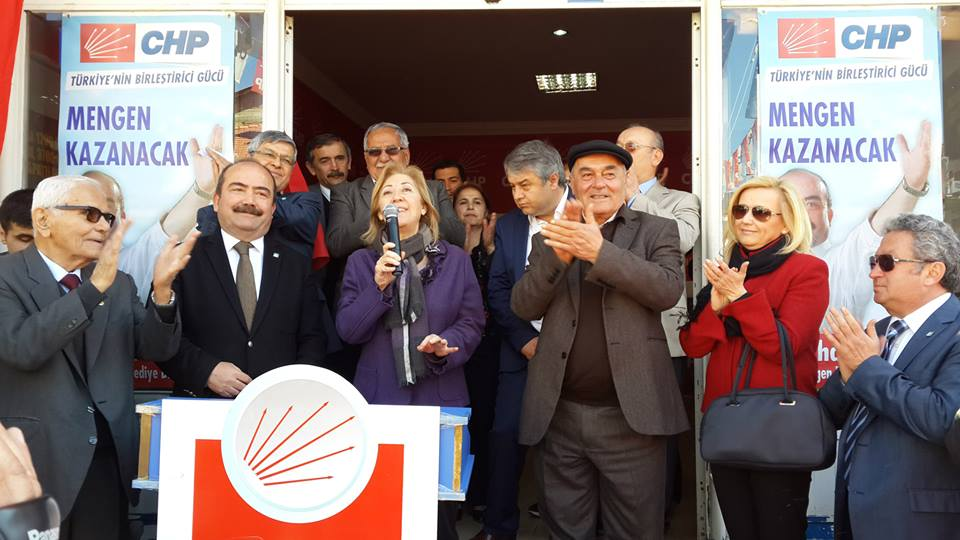 CHP
TÜRKİYE'NİN BİRLEŞTİRİCİ GÜCÜ
MENGEN
KAZANACAK
CHP
TÜRKİYE'NİN BİRLEŞTİRİCİ GÜCÜ
MENGEN
KAZANACAK
CHP